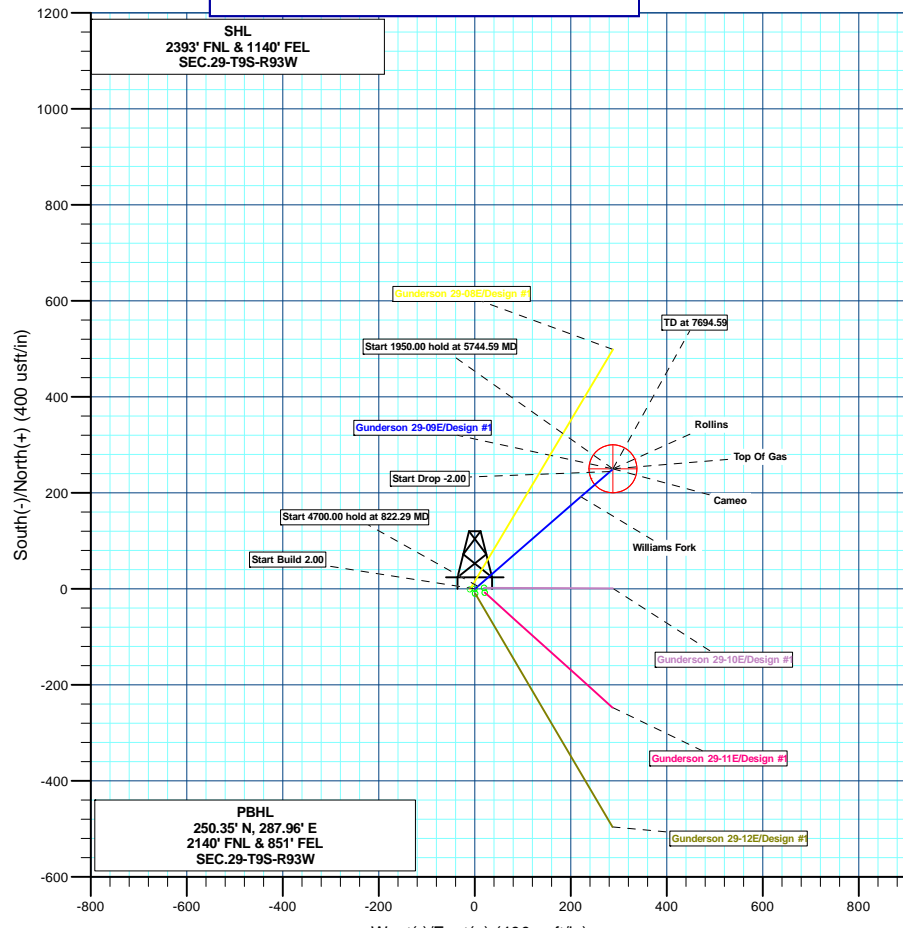 1200
SHL
2393' FNL & 1140' FEL
SEC.29-T9S-R93W
1000
800
600
Gunderson 29-08E/Design #1
TD at 7694.59
Start 1950.00 hold at 5744.59 MD
400
Gunderson 29-09E/Design #1
Rollins
Top Of Gas
Start Drop -2.00
200
Cameo
Start 4700.00 hold at 822.29 MD
Williams Fork
Start Build 2.00
0
Gunderson 29-10E/Design #1
-200
Gunderson 29-11E/Design #1
-400
Gunderson 29-12E/Design #1
PBHL
250.35' N, 287.96' E
2140' FNL & 851' FEL
SEC.29-T9S-R93W
-600
South(-)/North(+) (400 usft/in)
-800
-600
-400
-200
0
200
400
600
800